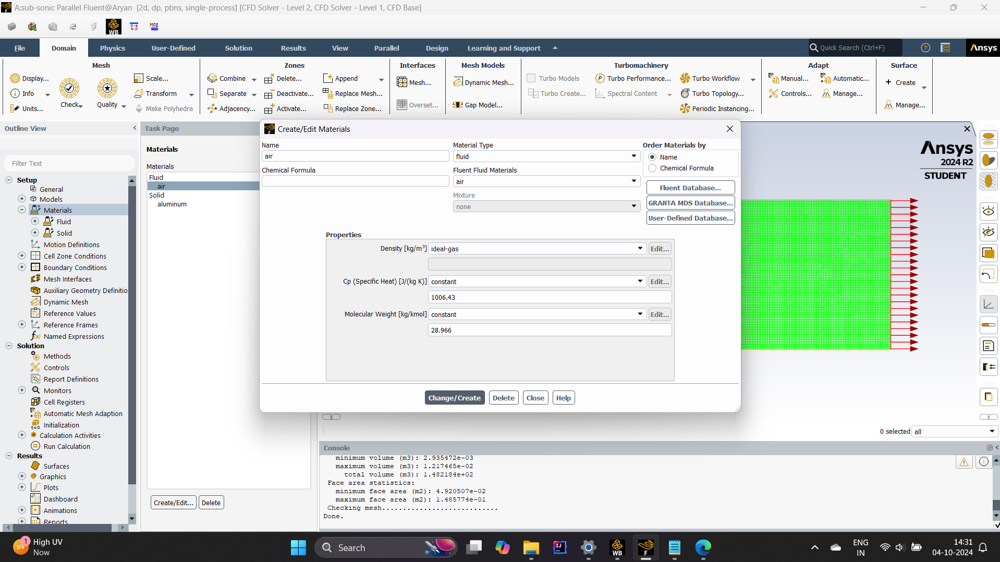 A:sub-sonic Parallel Fluent@Aryan  [2d, dp, pbns, single-process] [CFD Solver - Level 2, CFD Solver - Level 1, CFD Base]
WB
File Domain Physics User-Defined Solution Results View Parallel Design Learning and Support Quick Search (Ctrl+F) Ansys
Mesh Zones Interfaces Mesh Models Turbomachinery Adapt Surface
Display... Scale... Combine Delete... Append Mesh... Dynamic Mesh... Turbo Models Turbo Performance... Turbo Workflow Manual... Automatic... Create
Info Check Quality Transform Separate Deactivate... Replace Mesh... Turbo Create... Spectral Content Turbo Topology... Controls... Manage...
Units... Make Polyhedra Adjacency... Activate... Replace Zone... Overset... Gap Model... Periodic Instancing... Manage...
Outline View
Filter Text
Setup
General
Models
Materials
Fluid
Solid
Motion Definitions
Cell Zone Conditions
Boundary Conditions
Mesh Interfaces
Auxiliary Geometry Definitio
Dynamic Mesh
Reference Values
Reference Frames
Named Expressions
Solution
Methods
Controls
Report Definitions
Monitors
Cell Registers
Automatic Mesh Adaption
Initialization
Calculation Activities
Run Calculation
Results
Surfaces
Graphics
Plots
Dashboard
Animations
Reports
Task Page
Materials
Materials
Fluid
air
Solid
aluminum
Create/Edit... Delete
Create/Edit Materials
Name
air
Chemical Formula
Material Type
fluid
Fluent Fluid Materials
air
Mixture
none
Order Materials by
Name
Chemical Formula
Fluent Database...
GRANTA MDS Database...
User-Defined Database...
Properties
Density [kg/m³] ideal-gas Edit...
Cp (Specific Heat) [J/(kg K)] constant Edit...
1006.43
Molecular Weight [kg/kmol] constant Edit...
28.966
Change/Create Delete Close Help
Ansys
2024 R2
STUDENT
0 selected all
Console
minimum volume (m3): 2.935472e-03
maximum volume (m3): 1.217465e-02
total volume (m3): 1.482184e+02
Face area statistics:
minimum face area (m2): 4.920507e-02
maximum face area (m2): 1.485774e-01
Checking mesh............................
Done.
1
UV
High UV
Now
Search
IJ
WB
F
ENG
IN
14:31
04-10-2024